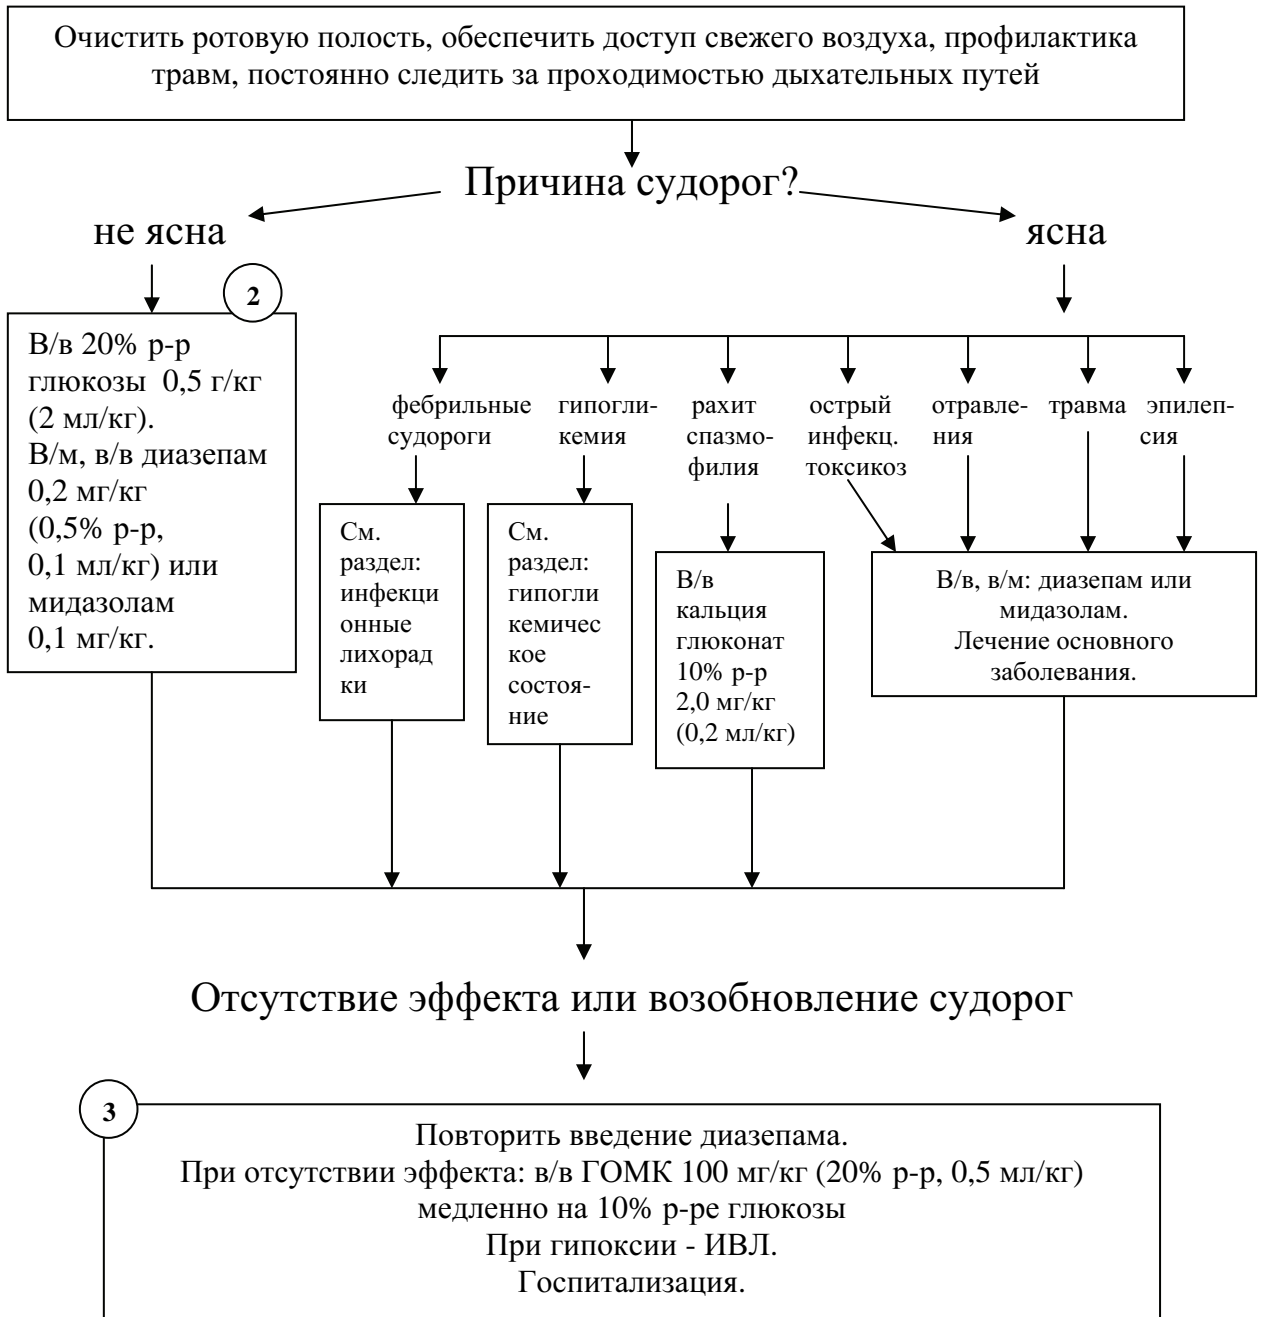 Очистить ротовую полость, обеспечить доступ свежего воздуха, профилактика
травм, постоянно следить за проходимостью дыхательных путей
Причина судорог?
не ясна
ясна
2
В/в 20% р-р
глюкозы 0,5 г/кг
(2 мл/кг).
В/м, в/в диазепам
0,2 мг/кг
(0,5% р-р,
0,1 мл/кг) или
мидазолам
0,1 мг/кг.
фебрильные
судороги
гипогли-
кемия
рахит
спазмо-
филия
острый
инфекц.
токсикоз
отравле-
ния
травма
эпилеп-
сия
См.
раздел:
инфекци
онные
лихорад
ки
См.
раздел:
гипогли
кемичес
кое
состоя-
ние
В/в
кальция
глюконат
10% р-р
2,0 мг/кг
(0,2 мл/кг)
В/в, в/м: диазепам или
мидазолам.
Лечение основного
заболевания.
Отсутствие эффекта или возобновление судорог
3
Повторить введение диазепама.
При отсутствии эффекта: в/в ГОМК 100 мг/кг (20% р-р, 0,5 мл/кг)
медленно на 10% р-ре глюкозы
При гипоксии - ИВЛ.
Госпитализация.